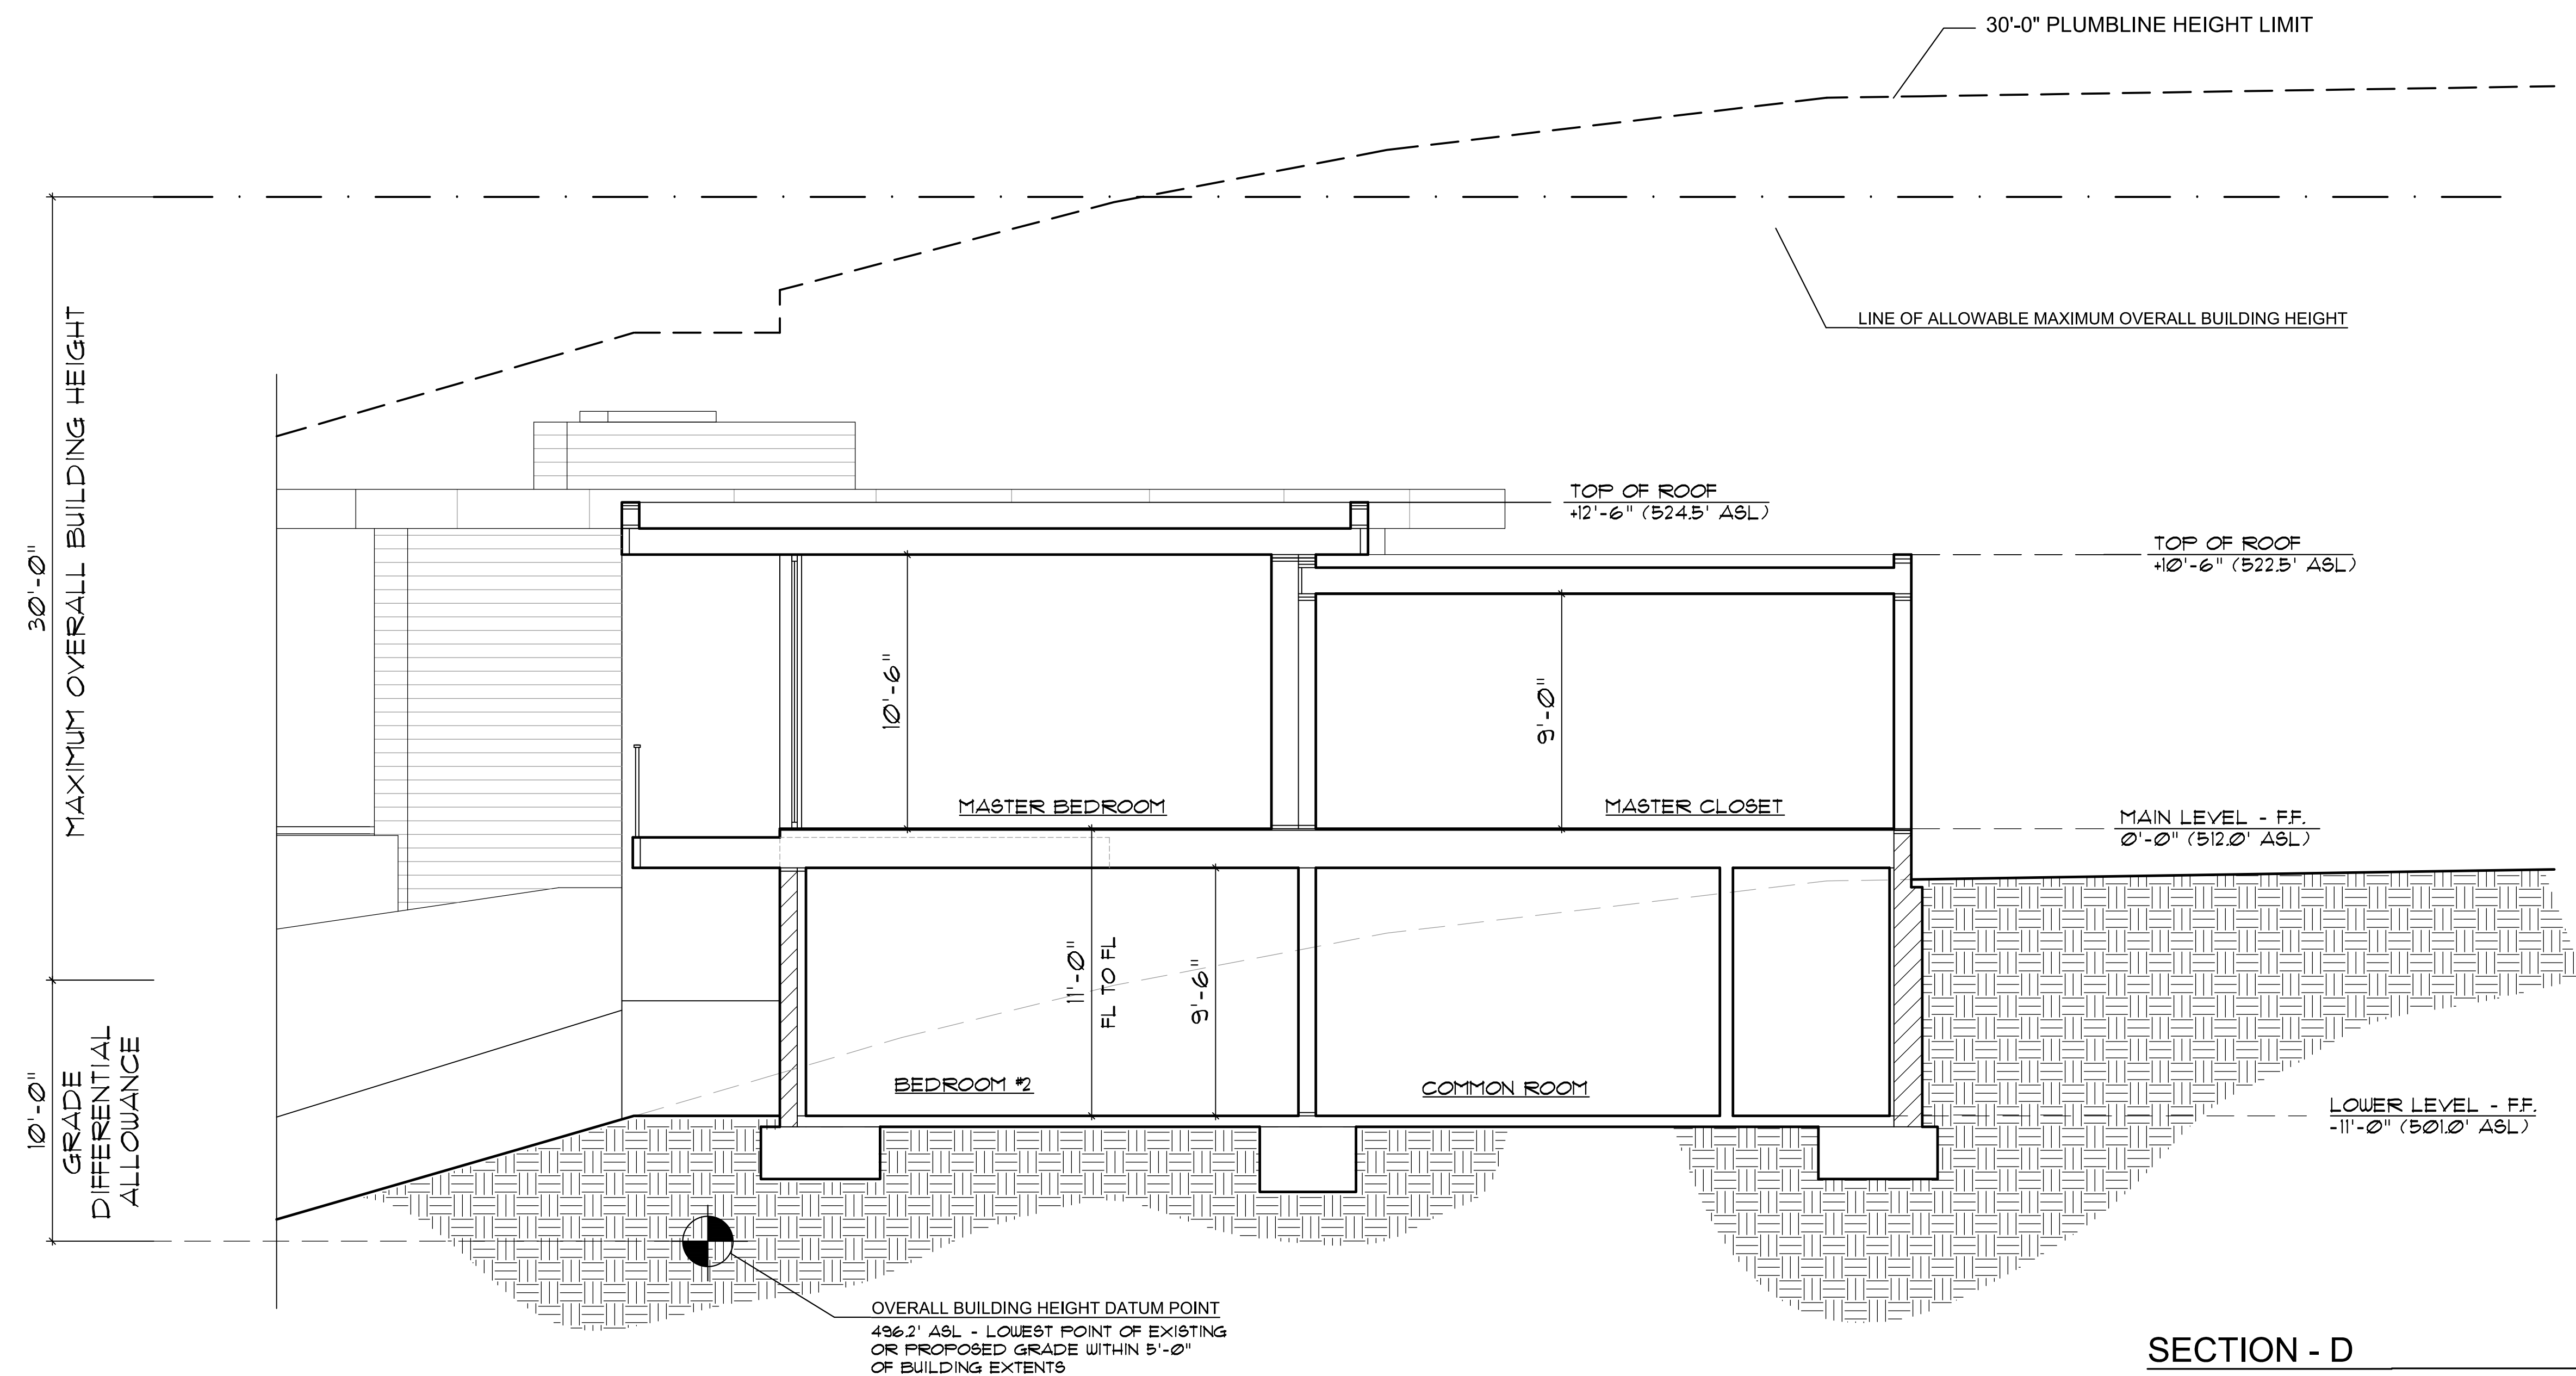 30'-0" PLUMBLINE HEIGHT LIMIT
LINE OF ALLOWABLE MAXIMUM OVERALL BUILDING HEIGHT
30'-0"
MAXIMUM OVERALL BUILDING HEIGHT
TOP OF ROOF
+12'-6" (524.5' ASL)
TOP OF ROOF
+10'-6" (522.5' ASL)
10'-6"
9'-0"
MASTER BEDROOM
MASTER CLOSET
MAIN LEVEL - F.F.
0'-0" (512.0' ASL)
11'-0"
FL TO FL
9'-6"
BEDROOM #2
COMMON ROOM
LOWER LEVEL - F.F.
-11'-0" (501.0' ASL)
10'-0"
GRADE
DIFFERENTIAL
ALLOWANCE
OVERALL BUILDING HEIGHT DATUM POINT
496.2' ASL - LOWEST POINT OF EXISTING
OR PROPOSED GRADE WITHIN 5'-0"
OF BUILDING EXTENTS
SECTION - D